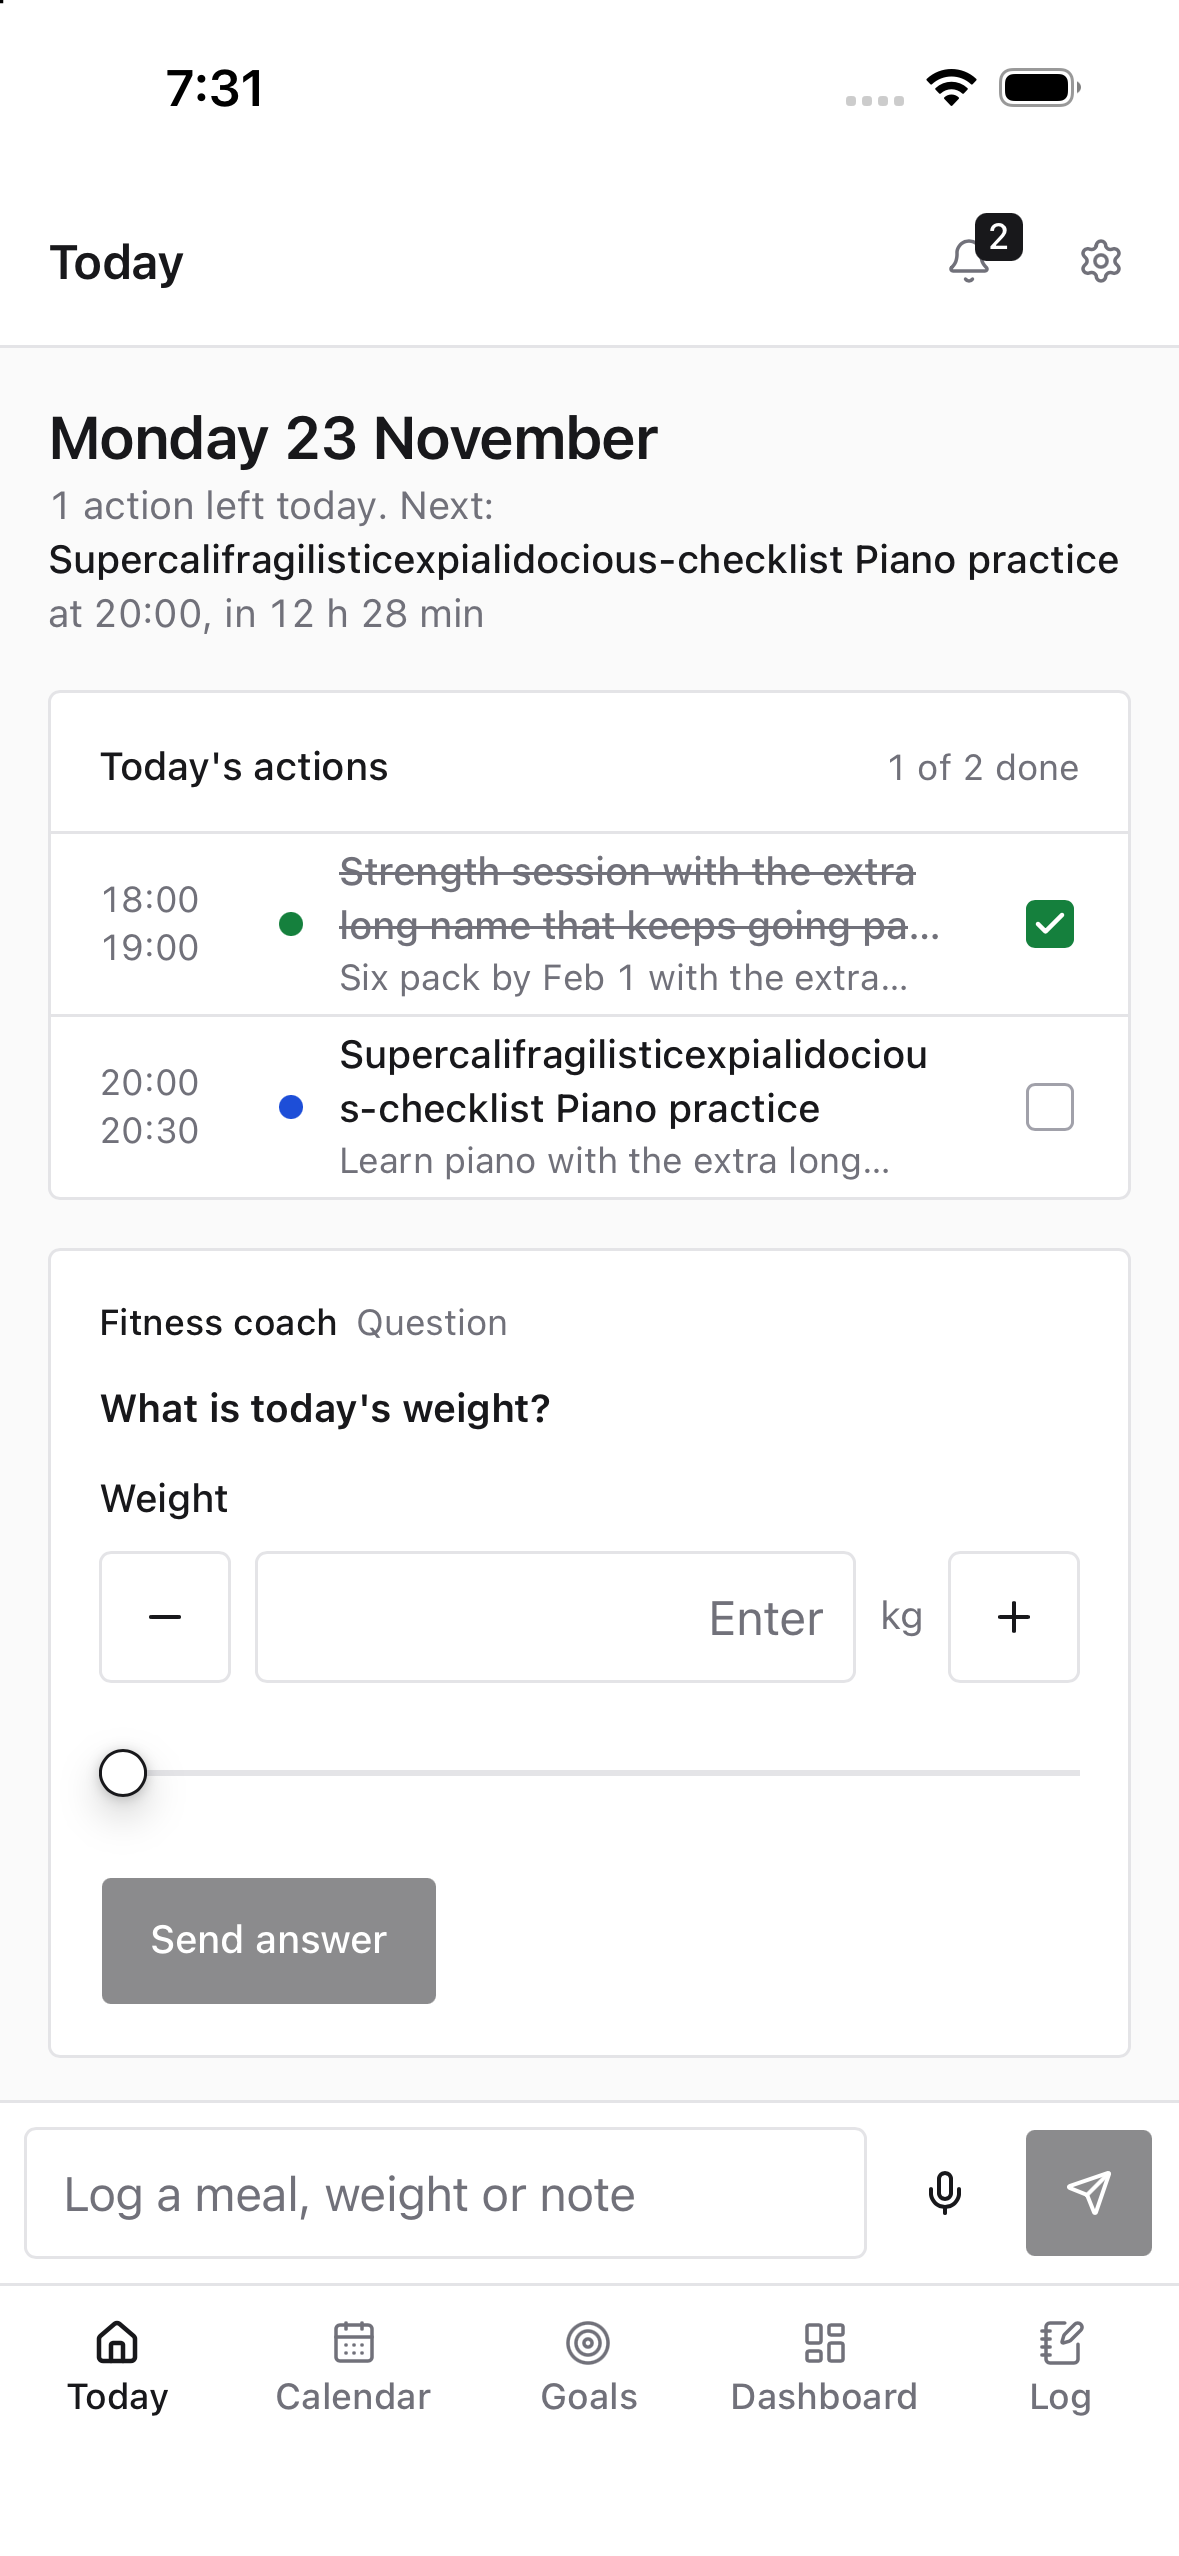 7:31
Today
2
Monday 23 November
1 action left today. Next:
Supercalifragilisticexpialidocious-checklist Piano practice
at 20:00, in 12 h 28 min
Today's actions
1 of 2 done
18:00
19:00
Strength session with the extra
long name that keeps going pa...
Six pack by Feb 1 with the extra...
20:00
20:30
Supercalifragilisticexpialidociou
s-checklist Piano practice
Learn piano with the extra long...
Fitness coach Question
What is today's weight?
Weight
Enter
kg
Send answer
Log a meal, weight or note
Today
Calendar
Goals
Dashboard
Log